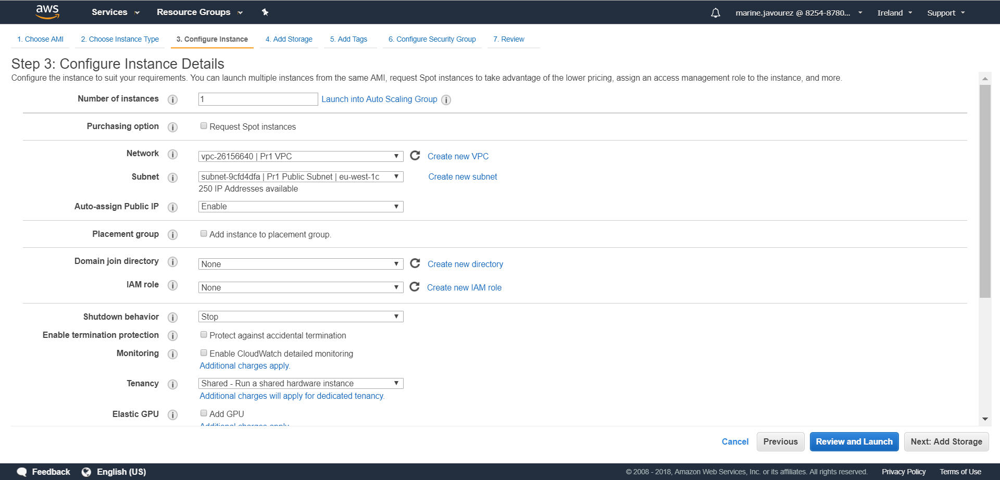 aws Services Resource Groups marine.javourez @ 8254-8780... Ireland Support
1. Choose AMI 2. Choose Instance Type 3. Configure Instance 4. Add Storage 5. Add Tags 6. Configure Security Group 7. Review
Step 3: Configure Instance Details
Configure the instance to suit your requirements. You can launch multiple instances from the same AMI, request Spot instances to take advantage of the lower pricing, assign an access management role to the instance, and more.
Number of instances i 1 Launch into Auto Scaling Group i
Purchasing option i Request Spot instances
Network i vpc-26156640 | Pr1 VPC Create new VPC
Subnet i subnet-9cfd4dfa | Pr1 Public Subnet | eu-west-1c Create new subnet
250 IP Addresses available
Auto-assign Public IP i Enable
Placement group i Add instance to placement group.
Domain join directory i None Create new directory
IAM role i None Create new IAM role
Shutdown behavior i Stop
Enable termination protection i Protect against accidental termination
Monitoring i Enable CloudWatch detailed monitoring
Additional charges apply.
Tenancy i Shared - Run a shared hardware instance
Additional charges will apply for dedicated tenancy.
Elastic GPU i Add GPU
Additional charges apply.
Cancel Previous Review and Launch Next: Add Storage
Feedback English (US) © 2008 - 2018, Amazon Web Services, Inc. or its affiliates. All rights reserved. Privacy Policy Terms of Use